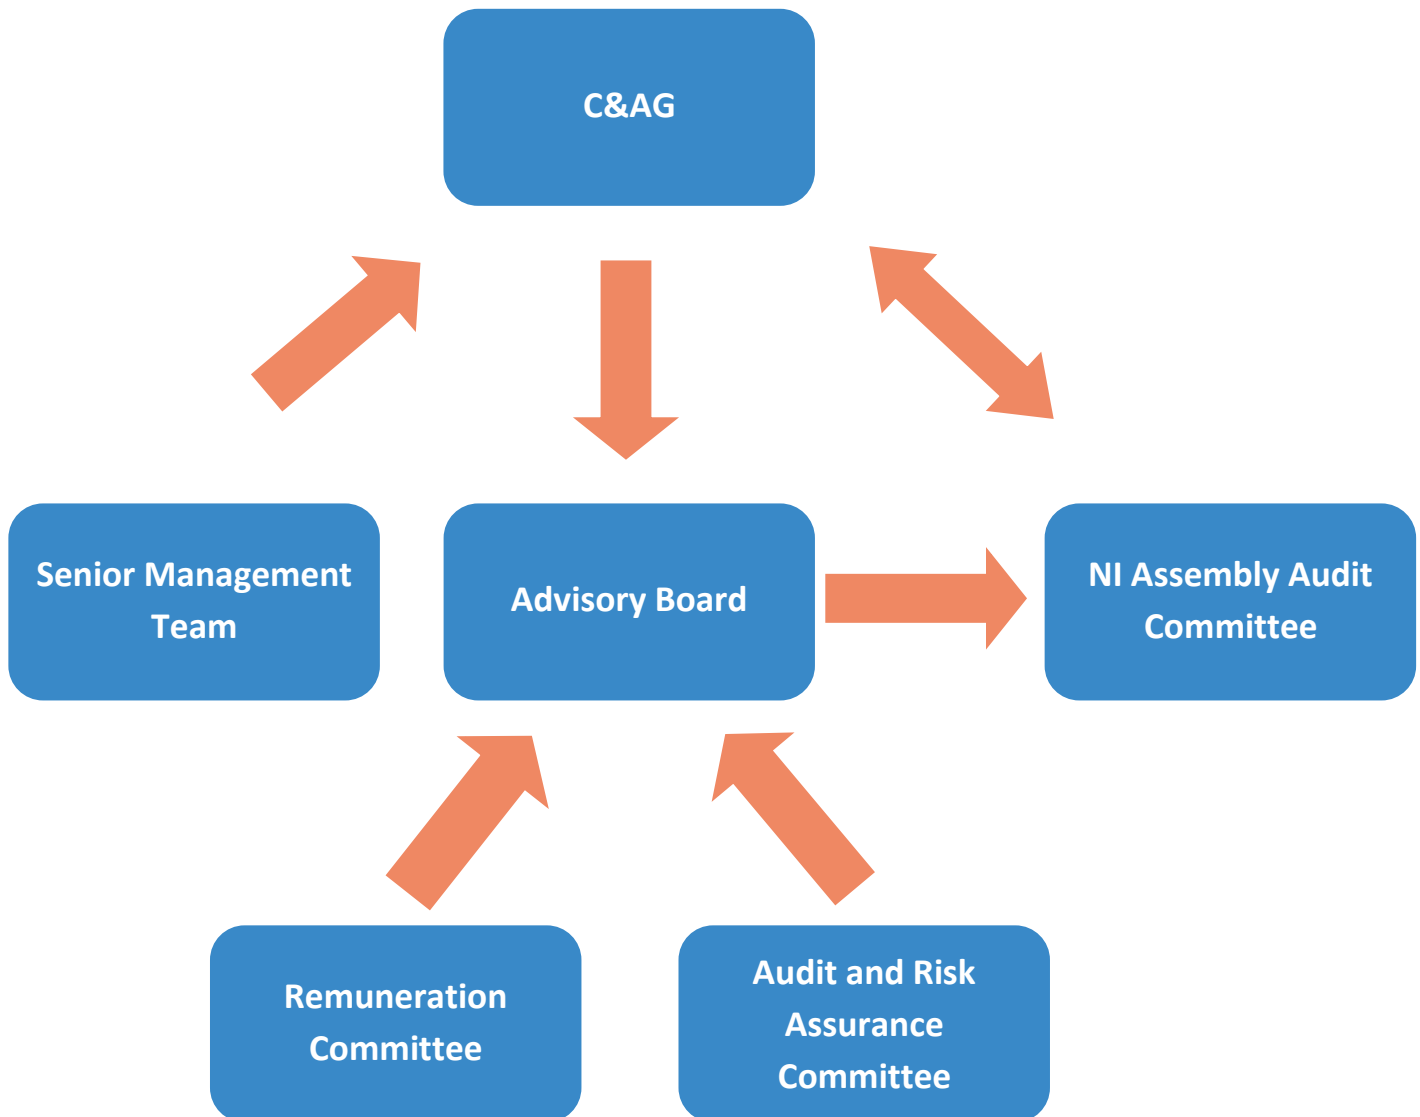 C&AG
Senior Management
Team
Advisory Board
NI Assembly Audit
Committee
Remuneration
Committee
Audit and Risk
Assurance
Committee